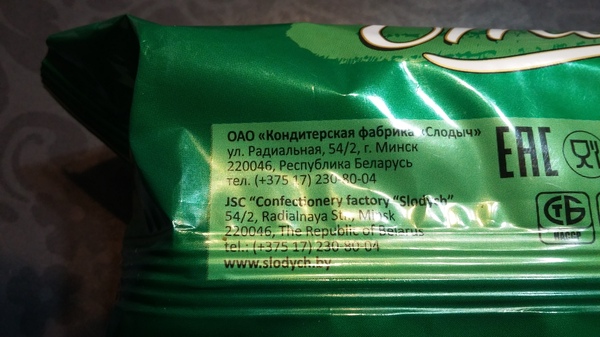 ОАО «Кондитерская фабрика «Слодыч»
ул. Радиальная, 54/2, г. Минск
220046, Республика Беларусь
тел. (+375 17) 230-80-04
JSC “Confectionery factory “Slodych”
54/2, Radialnaya Str., Minsk
220046, The Republic of Belarus
tel.: (+375 17) 230-80-04
www.slodych.by
ЕАС
СТБ
НАССР